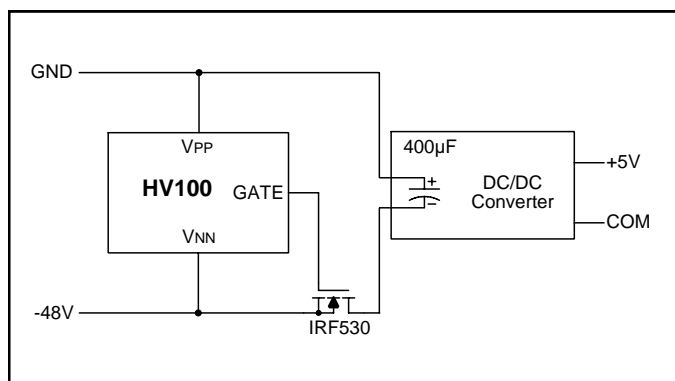 GND
VPP
HV100
GATE
VNN
-48V
IRF530
400µF
+
−
DC/DC
Converter
+5V
COM